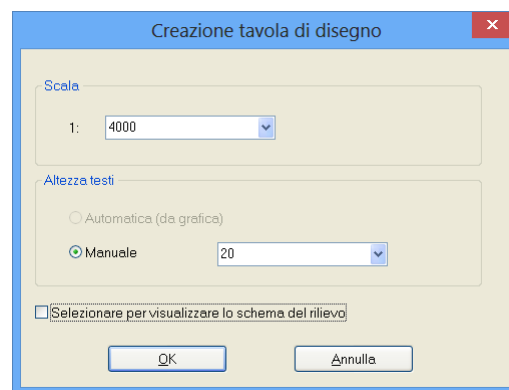 Creazione tavola di disegno
Scala
1: 4000
Altezza testi
Automatica (da grafica)
Manuale 20
Selezionare per visualizzare lo schema del rilievo
OK Annulla